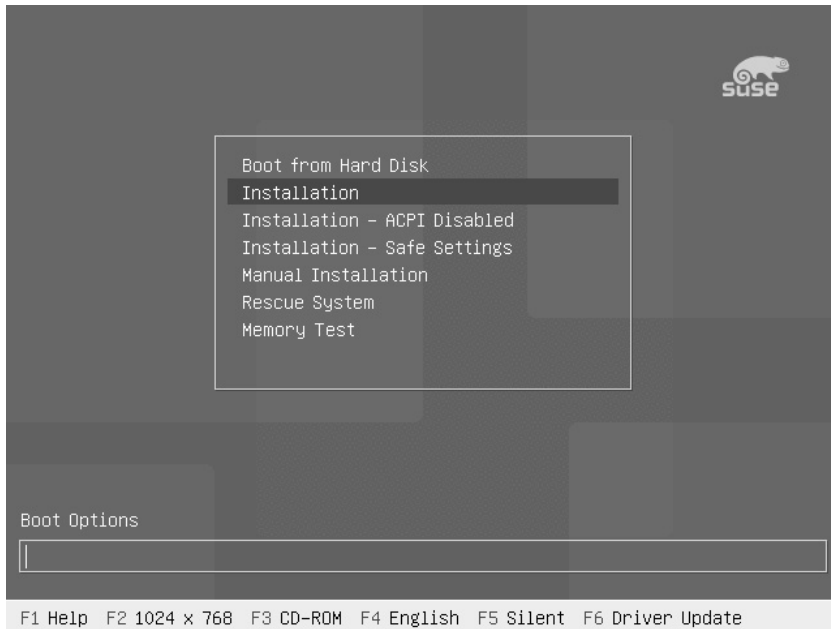 suse
Boot from Hard Disk
Installation
Installation - ACPI Disabled
Installation - Safe Settings
Manual Installation
Rescue System
Memory Test
Boot Options
F1 Help F2 1024 x 768 F3 CD-ROM F4 English F5 Silent F6 Driver Update